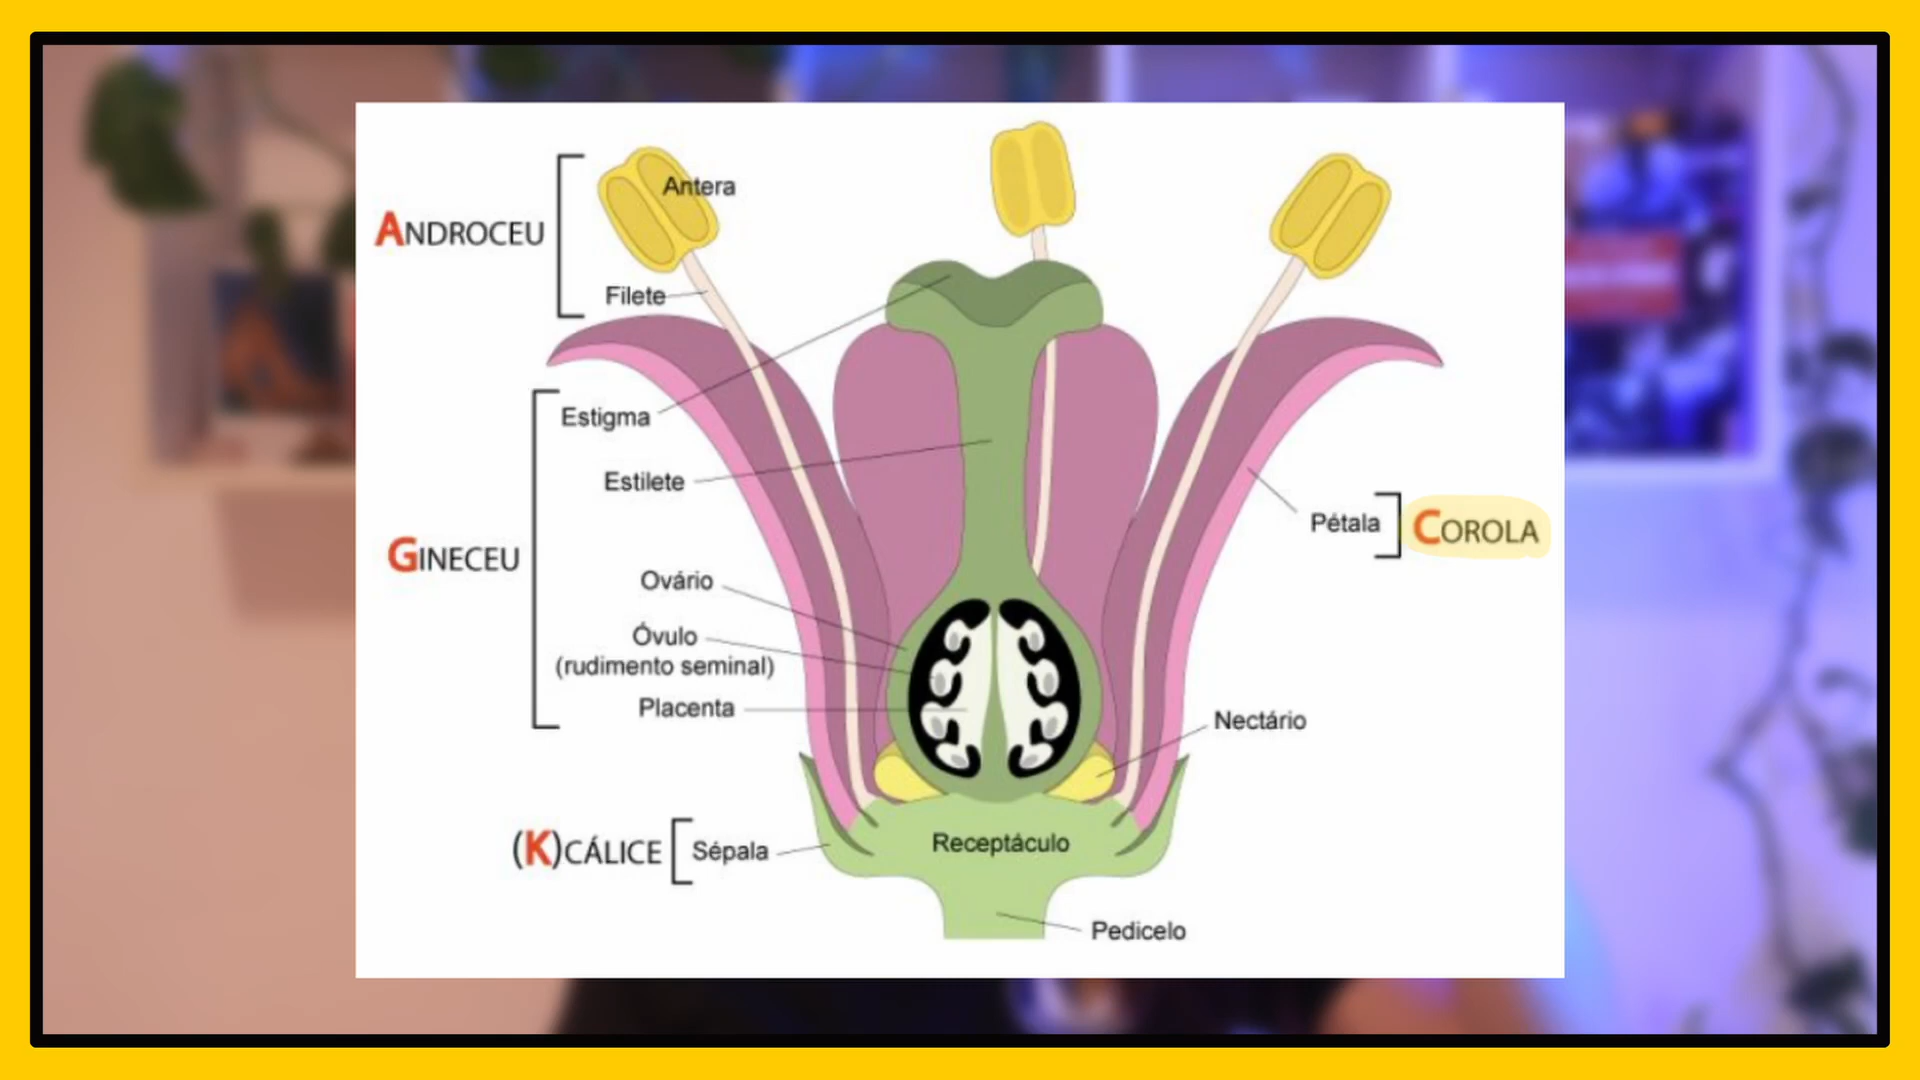 Antera
ANDROCEU
Filete
Estigma
Estilete
Pétala
COROLA
GINECEU
Ovário
Óvulo
(rudimento seminal)
Placenta
Nectário
(K)CÁLICE
Sépala
Receptáculo
Pedicelo